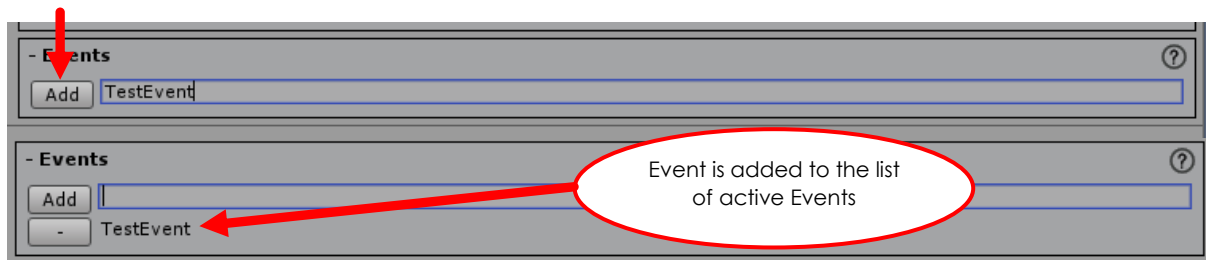 - Events
Add TestEvent
- Events
Add
- TestEvent
Event is added to the list
of active Events